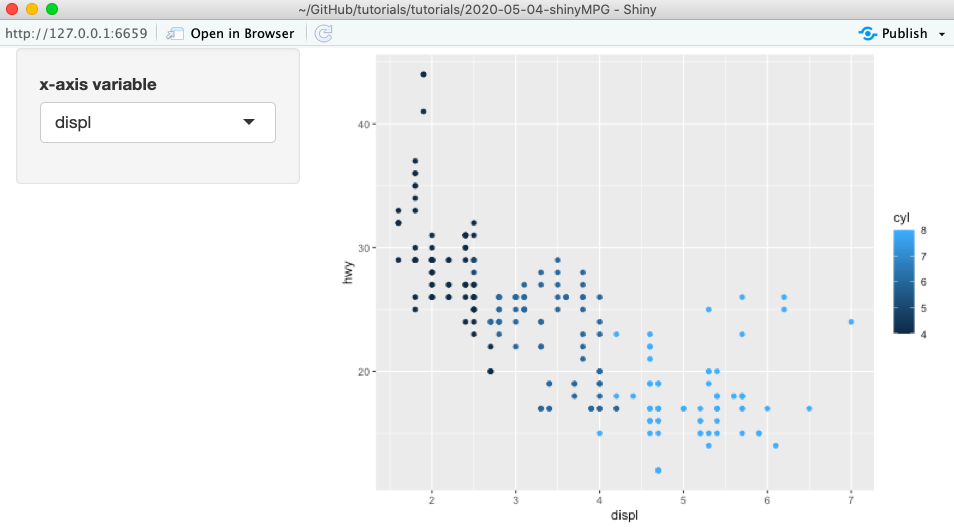 ~/GitHub/tutorials/tutorials/2020-05-04-shinyMPG - Shiny
http://127.0.0.1:6659 Open in Browser Publish
x-axis variable
displ
hwy
40
30
20
2 3 4 5 6 7
displ
cyl
8
7
6
5
4